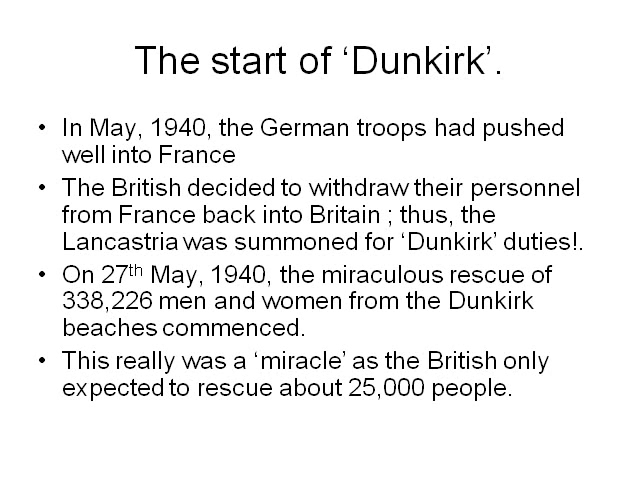 The start of ‘Dunkirk’.
• In May, 1940, the German troops had pushed
well into France
• The British decided to withdraw their personnel
from France back into Britain ; thus, the
Lancastria was summoned for ‘Dunkirk’ duties!.
• On 27th May, 1940, the miraculous rescue of
338,226 men and women from the Dunkirk
beaches commenced.
• This really was a ‘miracle’ as the British only
expected to rescue about 25,000 people.